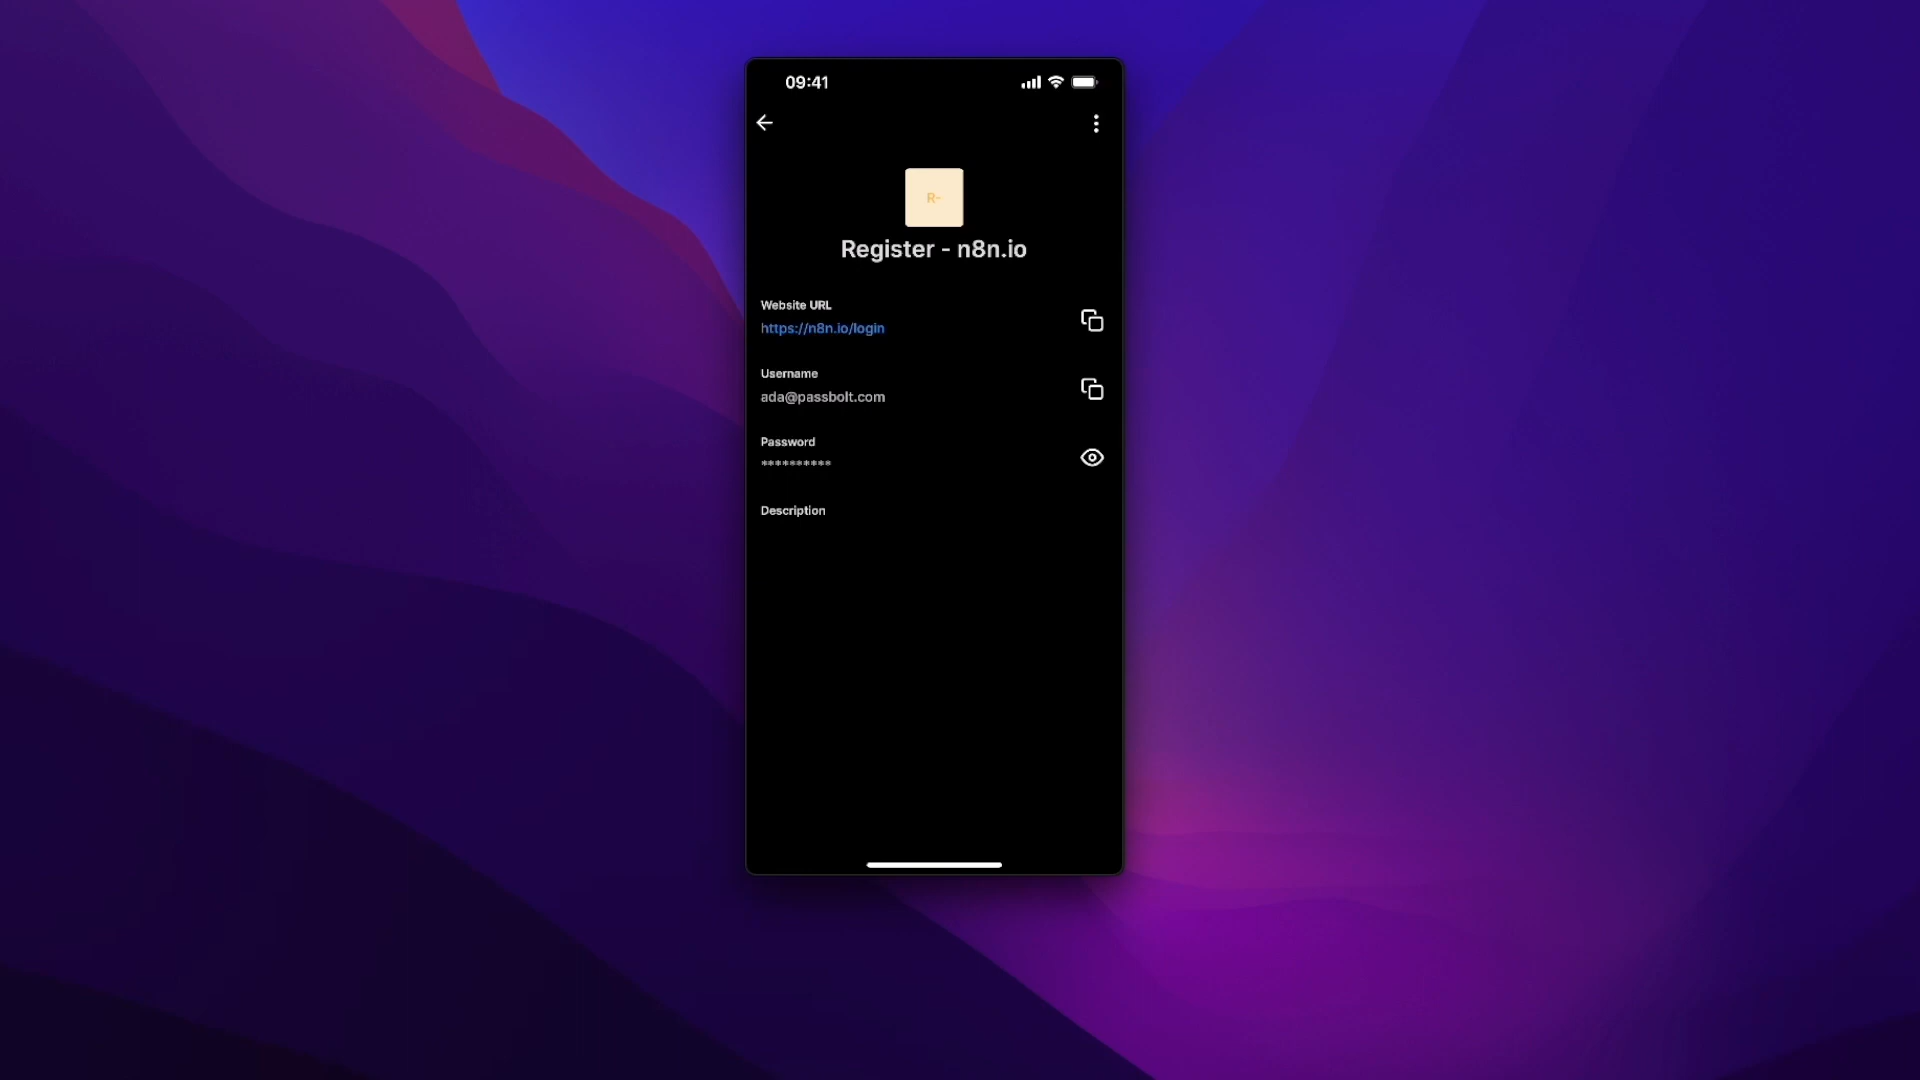 09:41
R-
Register - n8n.io
Website URL
https://n8n.io/login
Username
ada@passbolt.com
Password
**********
Description